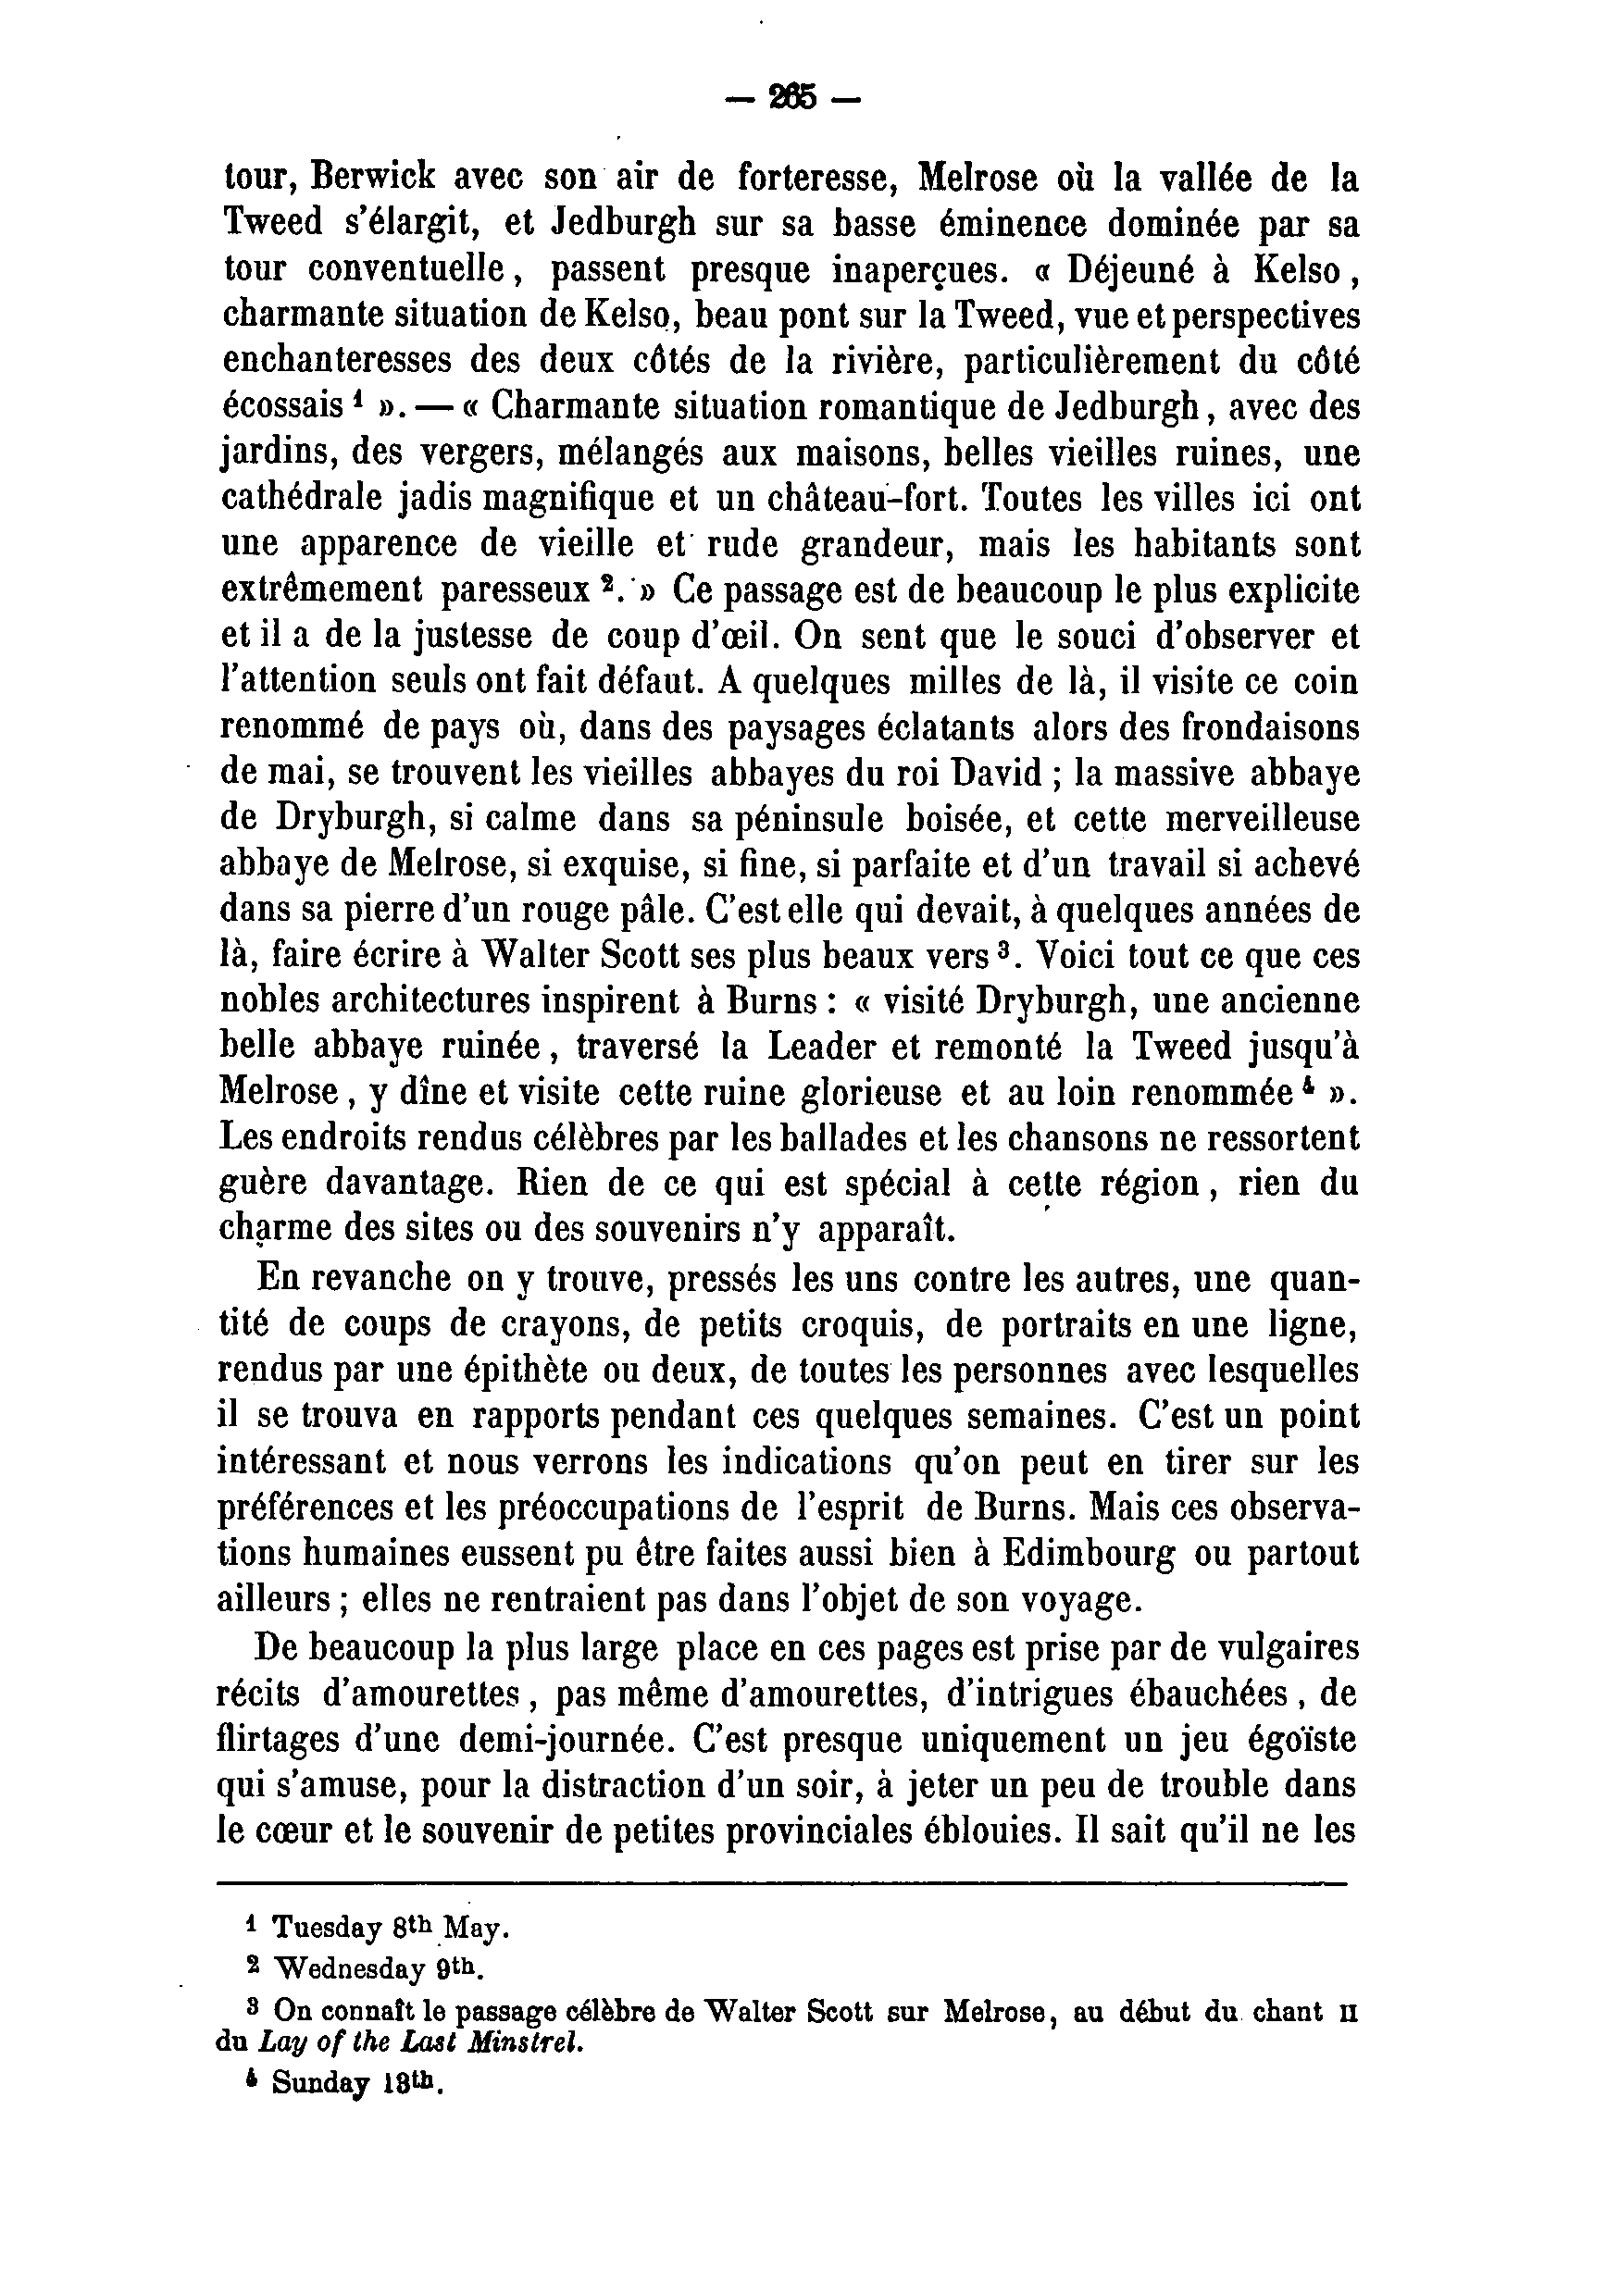 — 265 —
tour, Berwick avec son air de forteresse, Melrose où la vallée de la
Tweed s'élargit, et Jedburgh sur sa basse éminence dominée par sa
tour conventuelle, passent presque inaperçues. « Déjeuné à Kelso,
charmante situation de Kelso, beau pont sur la Tweed, vue et perspectives
enchanteresses des deux côtés de la rivière, particulièrement du côté
écossais ¹ ». — « Charmante situation romantique de Jedburgh, avec des
jardins, des vergers, mélangés aux maisons, belles vieilles ruines, une
cathédrale jadis magnifique et un château-fort. Toutes les villes ici ont
une apparence de vieille et rude grandeur, mais les habitants sont
extrêmement paresseux ². » Ce passage est de beaucoup le plus explicite
et il a de la justesse de coup d'œil. On sent que le souci d'observer et
l'attention seuls ont fait défaut. A quelques milles de là, il visite ce coin
renommé de pays où, dans des paysages éclatants alors des frondaisons
de mai, se trouvent les vieilles abbayes du roi David ; la massive abbaye
de Dryburgh, si calme dans sa péninsule boisée, et cette merveilleuse
abbaye de Melrose, si exquise, si fine, si parfaite et d'un travail si achevé
dans sa pierre d'un rouge pâle. C'est elle qui devait, à quelques années de
là, faire écrire à Walter Scott ses plus beaux vers ³. Voici tout ce que ces
nobles architectures inspirent à Burns : « visité Dryburgh, une ancienne
belle abbaye ruinée, traversé la Leader et remonté la Tweed jusqu'à
Melrose, y dîne et visite cette ruine glorieuse et au loin renommée ⁴ ».
Les endroits rendus célèbres par les ballades et les chansons ne ressortent
guère davantage. Rien de ce qui est spécial à cette région, rien du
charme des sites ou des souvenirs n'y apparaît.
En revanche on y trouve, pressés les uns contre les autres, une quan-
tité de coups de crayons, de petits croquis, de portraits en une ligne,
rendus par une épithète ou deux, de toutes les personnes avec lesquelles
il se trouva en rapports pendant ces quelques semaines. C'est un point
intéressant et nous verrons les indications qu'on peut en tirer sur les
préférences et les préoccupations de l'esprit de Burns. Mais ces observa-
tions humaines eussent pu être faites aussi bien à Edimbourg ou partout
ailleurs ; elles ne rentraient pas dans l'objet de son voyage.
De beaucoup la plus large place en ces pages est prise par de vulgaires
récits d'amourettes, pas même d'amourettes, d'intrigues ébauchées, de
flirtages d'une demi-journée. C'est presque uniquement un jeu égoïste
qui s'amuse, pour la distraction d'un soir, à jeter un peu de trouble dans
le cœur et le souvenir de petites provinciales éblouies. Il sait qu'il ne les
¹ Tuesday 8th May.
² Wednesday 9th.
³ On connaît le passage célèbre de Walter Scott sur Melrose, au début du chant II
du Lay of the Last Minstrel.
⁴ Sunday 13th.